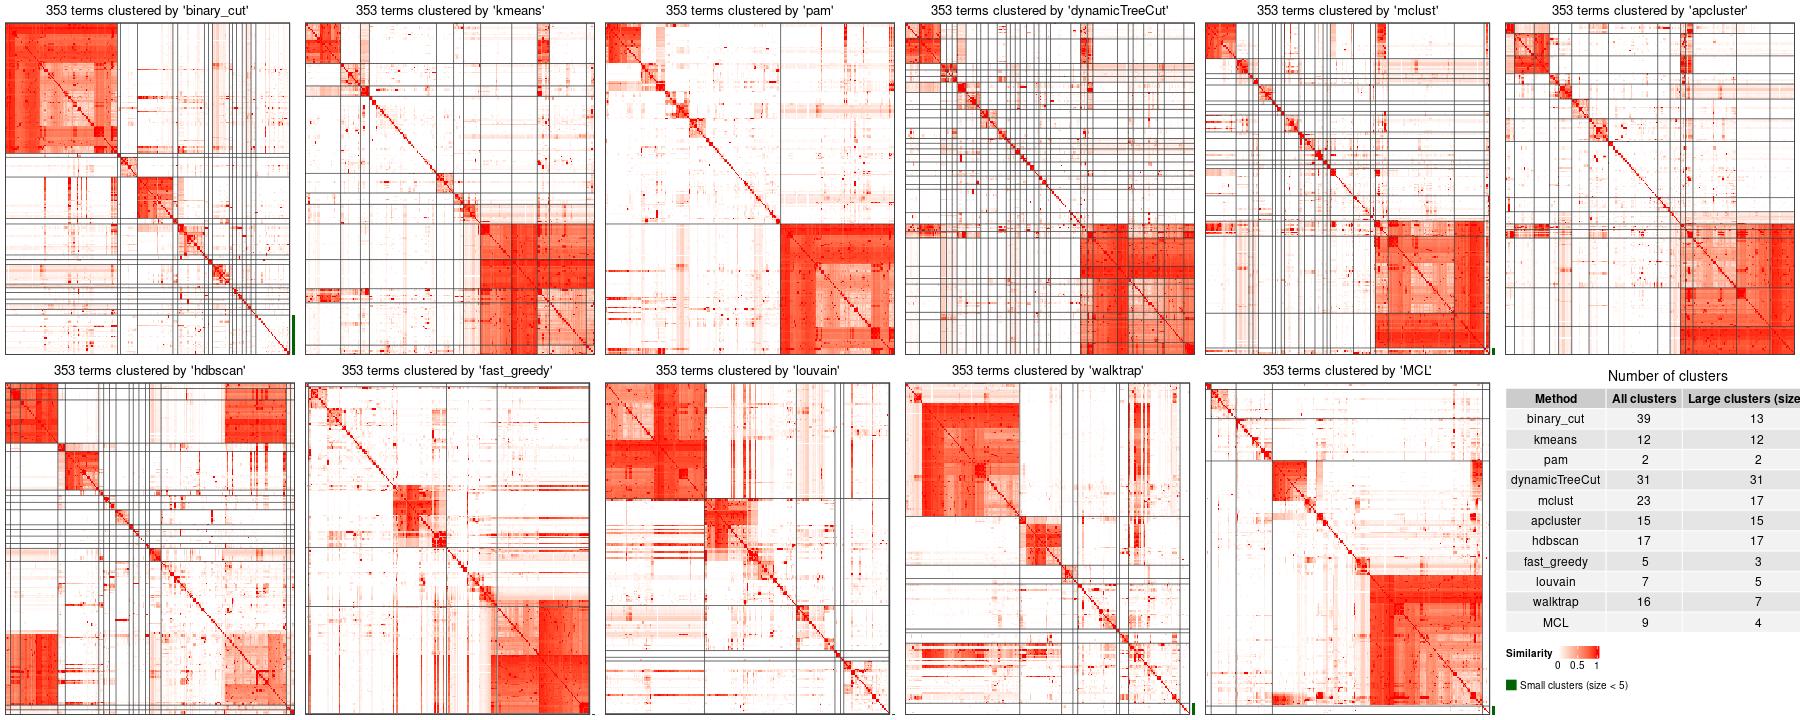 353 terms clustered by 'binary_cut'
353 terms clustered by 'kmeans'
353 terms clustered by 'pam'
353 terms clustered by 'dynamicTreeCut'
353 terms clustered by 'mclust'
353 terms clustered by 'apcluster'
353 terms clustered by 'hdbscan'
353 terms clustered by 'fast_greedy'
353 terms clustered by 'louvain'
353 terms clustered by 'walktrap'
353 terms clustered by 'MCL'
Number of clusters
Method All clusters Large clusters (size
binary_cut 39 13
kmeans 12 12
pam 2 2
dynamicTreeCut 31 31
mclust 23 17
apcluster 15 15
hdbscan 17 17
fast_greedy 5 3
louvain 7 5
walktrap 16 7
MCL 9 4
Similarity
0 0.5 1
Small clusters (size < 5)